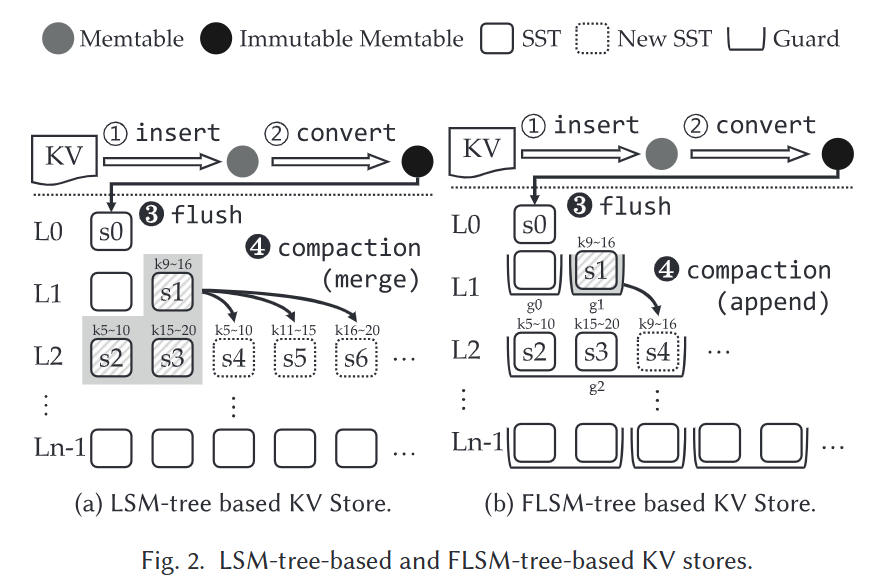 Memtable Immutable Memtable SST New SST Guard
KV ① insert ② convert
❸ flush
L0 s0
❹ compaction
(merge)
k9~16
L1 s1
k5~10 k15~20 k5~10 k11~15 k16~20
L2 s2 s3 s4 s5 s6 ...
⋮ ⋮
Ln-1 ...
(a) LSM-tree based KV Store.
KV ① insert ② convert
❸ flush
L0 s0
k9~16
❹ compaction
(append)
L1 s1
g0 g1
k5~10 k15~20 k9~16
L2 s2 s3 s4 ...
g2
⋮ ⋮
Ln-1 ...
(b) FLSM-tree based KV Store.
Fig. 2. LSM-tree-based and FLSM-tree-based KV stores.